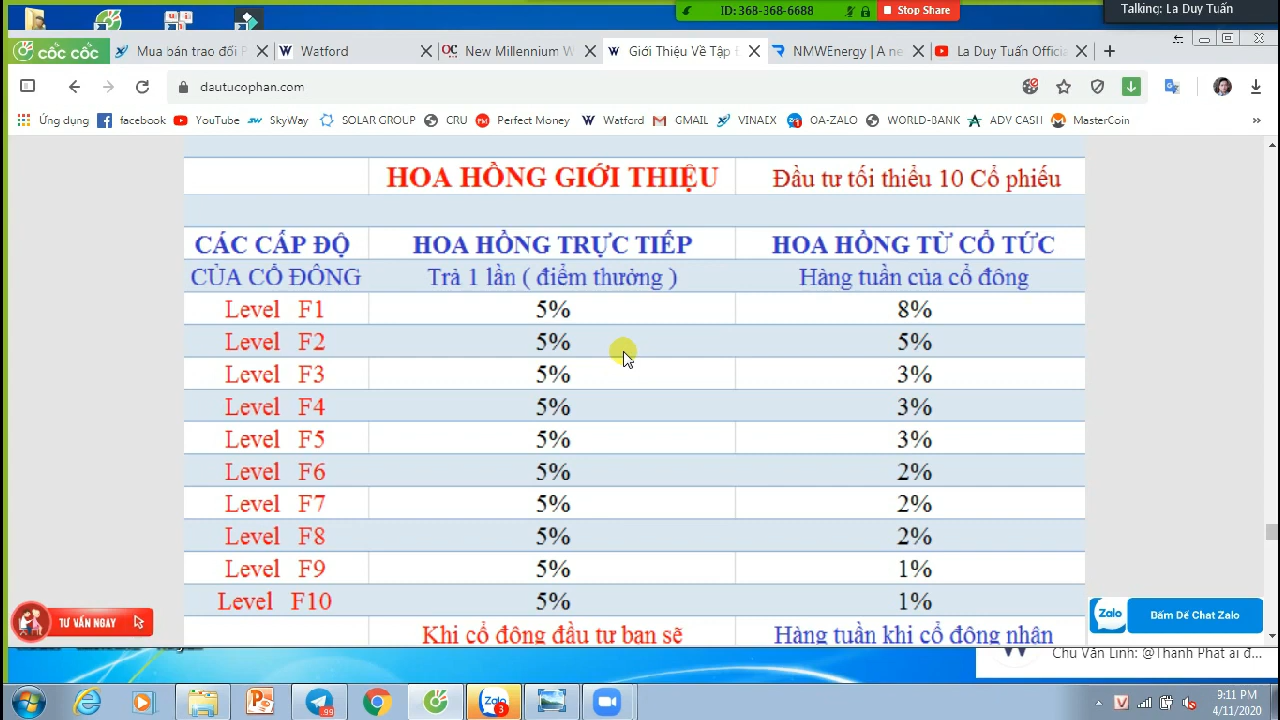 ID: 368-368-6688
Stop Share
Talking: La Duy Tuấn
CỐC CỐC
Mua bán trao đổi P
Watford
New Millennium W
Giới Thiệu Về Tập Đ
NMWEnergy | A ne
La Duy Tuấn Officia
dautucophan.com
Ứng dụng
facebook
YouTube
SkyWay
SOLAR GROUP
CRU
Perfect Money
Watford
GMAIL
VINAEX
OA-ZALO
WORLD-BANK
ADV CASH
MasterCoin
HOA HỒNG GIỚI THIỆU
Đầu tư tối thiều 10 Cổ phiếu
CÁC CẤP ĐỘ
HOA HỒNG TRỰC TIẾP
HOA HỒNG TỪ CỔ TỨC
CỦA CỔ ĐÔNG
Trả 1 lần ( điểm thưởng )
Hàng tuần của cổ đông
Level F1 5% 8%
Level F2 5% 5%
Level F3 5% 3%
Level F4 5% 3%
Level F5 5% 3%
Level F6 5% 2%
Level F7 5% 2%
Level F8 5% 2%
Level F9 5% 1%
Level F10 5% 1%
Khi cổ đông đầu tư bạn sẽ
Hàng tuần khi cổ đông nhận
TƯ VẤN NGAY
Zalo
Bấm Để Chat Zalo
Chu Văn Linh: @Thành Phát ai đ...
99
Zalo
3
9:11 PM
4/11/2020